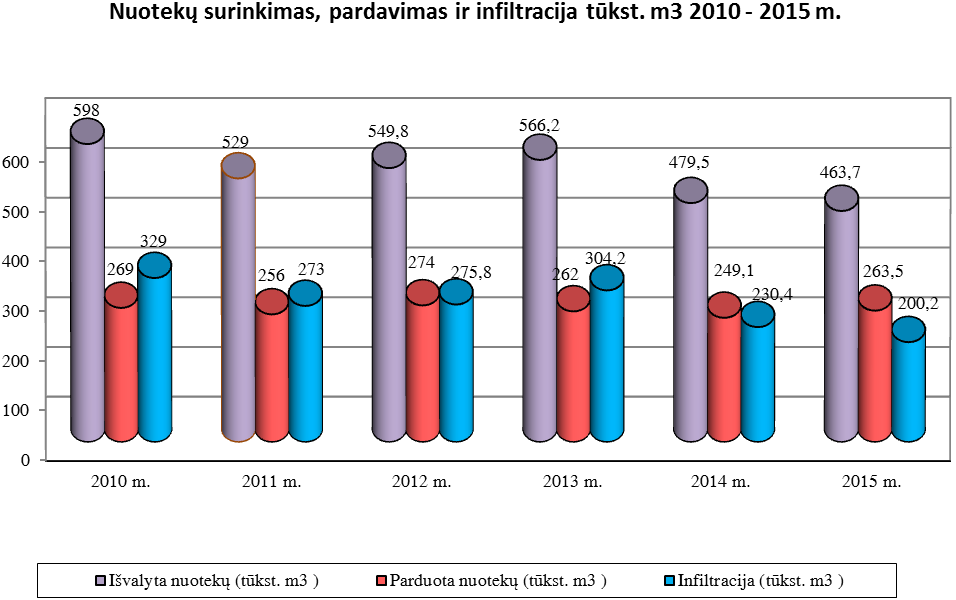 Nuotekų surinkimas, pardavimas ir infiltracija tūkst. m3 2010 - 2015 m.
598
529
549,8
566,2
479,5
463,7
600
500
400
300
200
100
0
269
329
256
273
274
275,8
262
304,2
249,1
230,4
263,5
200,2
2010 m.
2011 m.
2012 m.
2013 m.
2014 m.
2015 m.
Išvalyta nuotekų (tūkst. m3 )
Parduota nuotekų (tūkst. m3 )
Infiltracija (tūkst. m3 )